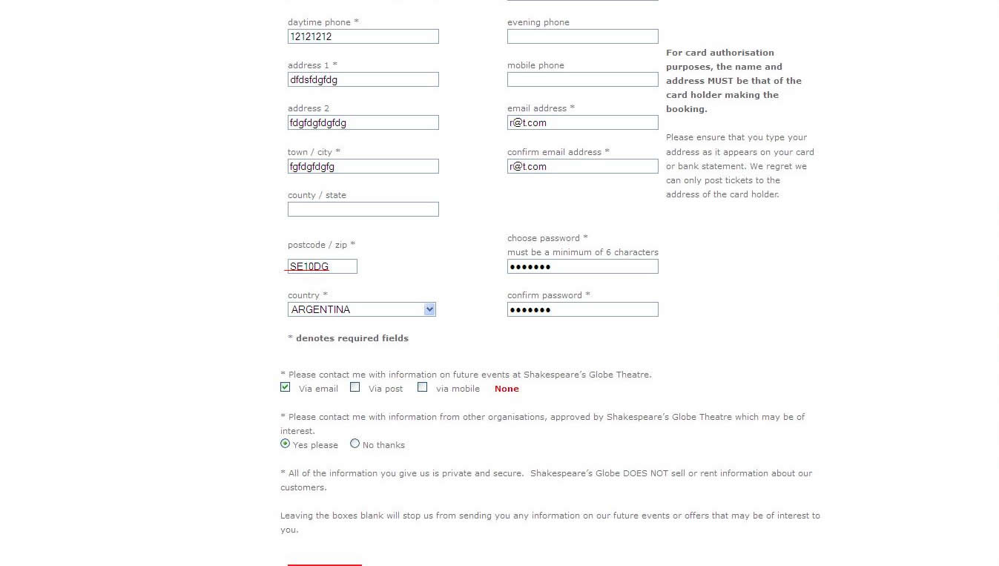 daytime phone *
evening phone
12121212
For card authorisation
purposes, the name and
address MUST be that of the
card holder making the
booking.
address 1 *
mobile phone
dfdsfdgfdg
address 2
email address *
fdgfdgfdgfdg
r@t.com
Please ensure that you type your
address as it appears on your card
or bank statement. We regret we
can only post tickets to the
address of the card holder.
town / city *
confirm email address *
fgfdgfdgfg
r@t.com
county / state
postcode / zip *
choose password *
must be a minimum of 6 characters
SE10DG
•••••••
country *
confirm password *
ARGENTINA
•••••••
* denotes required fields
* Please contact me with information on future events at Shakespeare's Globe Theatre.
Via email Via post via mobile None
* Please contact me with information from other organisations, approved by Shakespeare's Globe Theatre which may be of
interest.
Yes please No thanks
* All of the information you give us is private and secure. Shakespeare's Globe DOES NOT sell or rent information about our
customers.
Leaving the boxes blank will stop us from sending you any information on our future events or offers that may be of interest to
you.